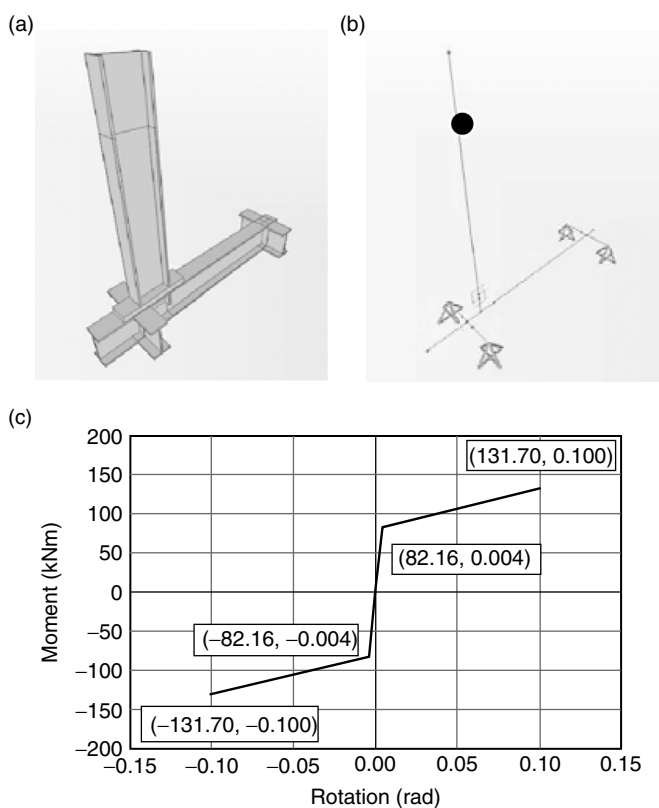 (a)
(b)
(c)
200
150
100
50
0
−50
−100
−150
−200
Moment (kNm)
(131.70, 0.100)
(82.16, 0.004)
(−82.16, −0.004)
(−131.70, −0.100)
−0.15 −0.10 −0.05 0.00 0.05 0.10 0.15
Rotation (rad)